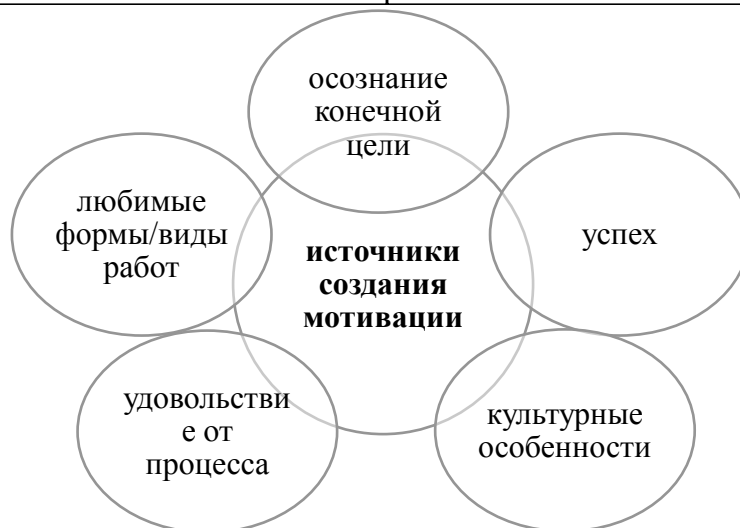 осознание
конечной
цели
любимые
формы/виды
работ
источники
создания
мотивации
успех
удовольстви
е от
процесса
культурные
особенности